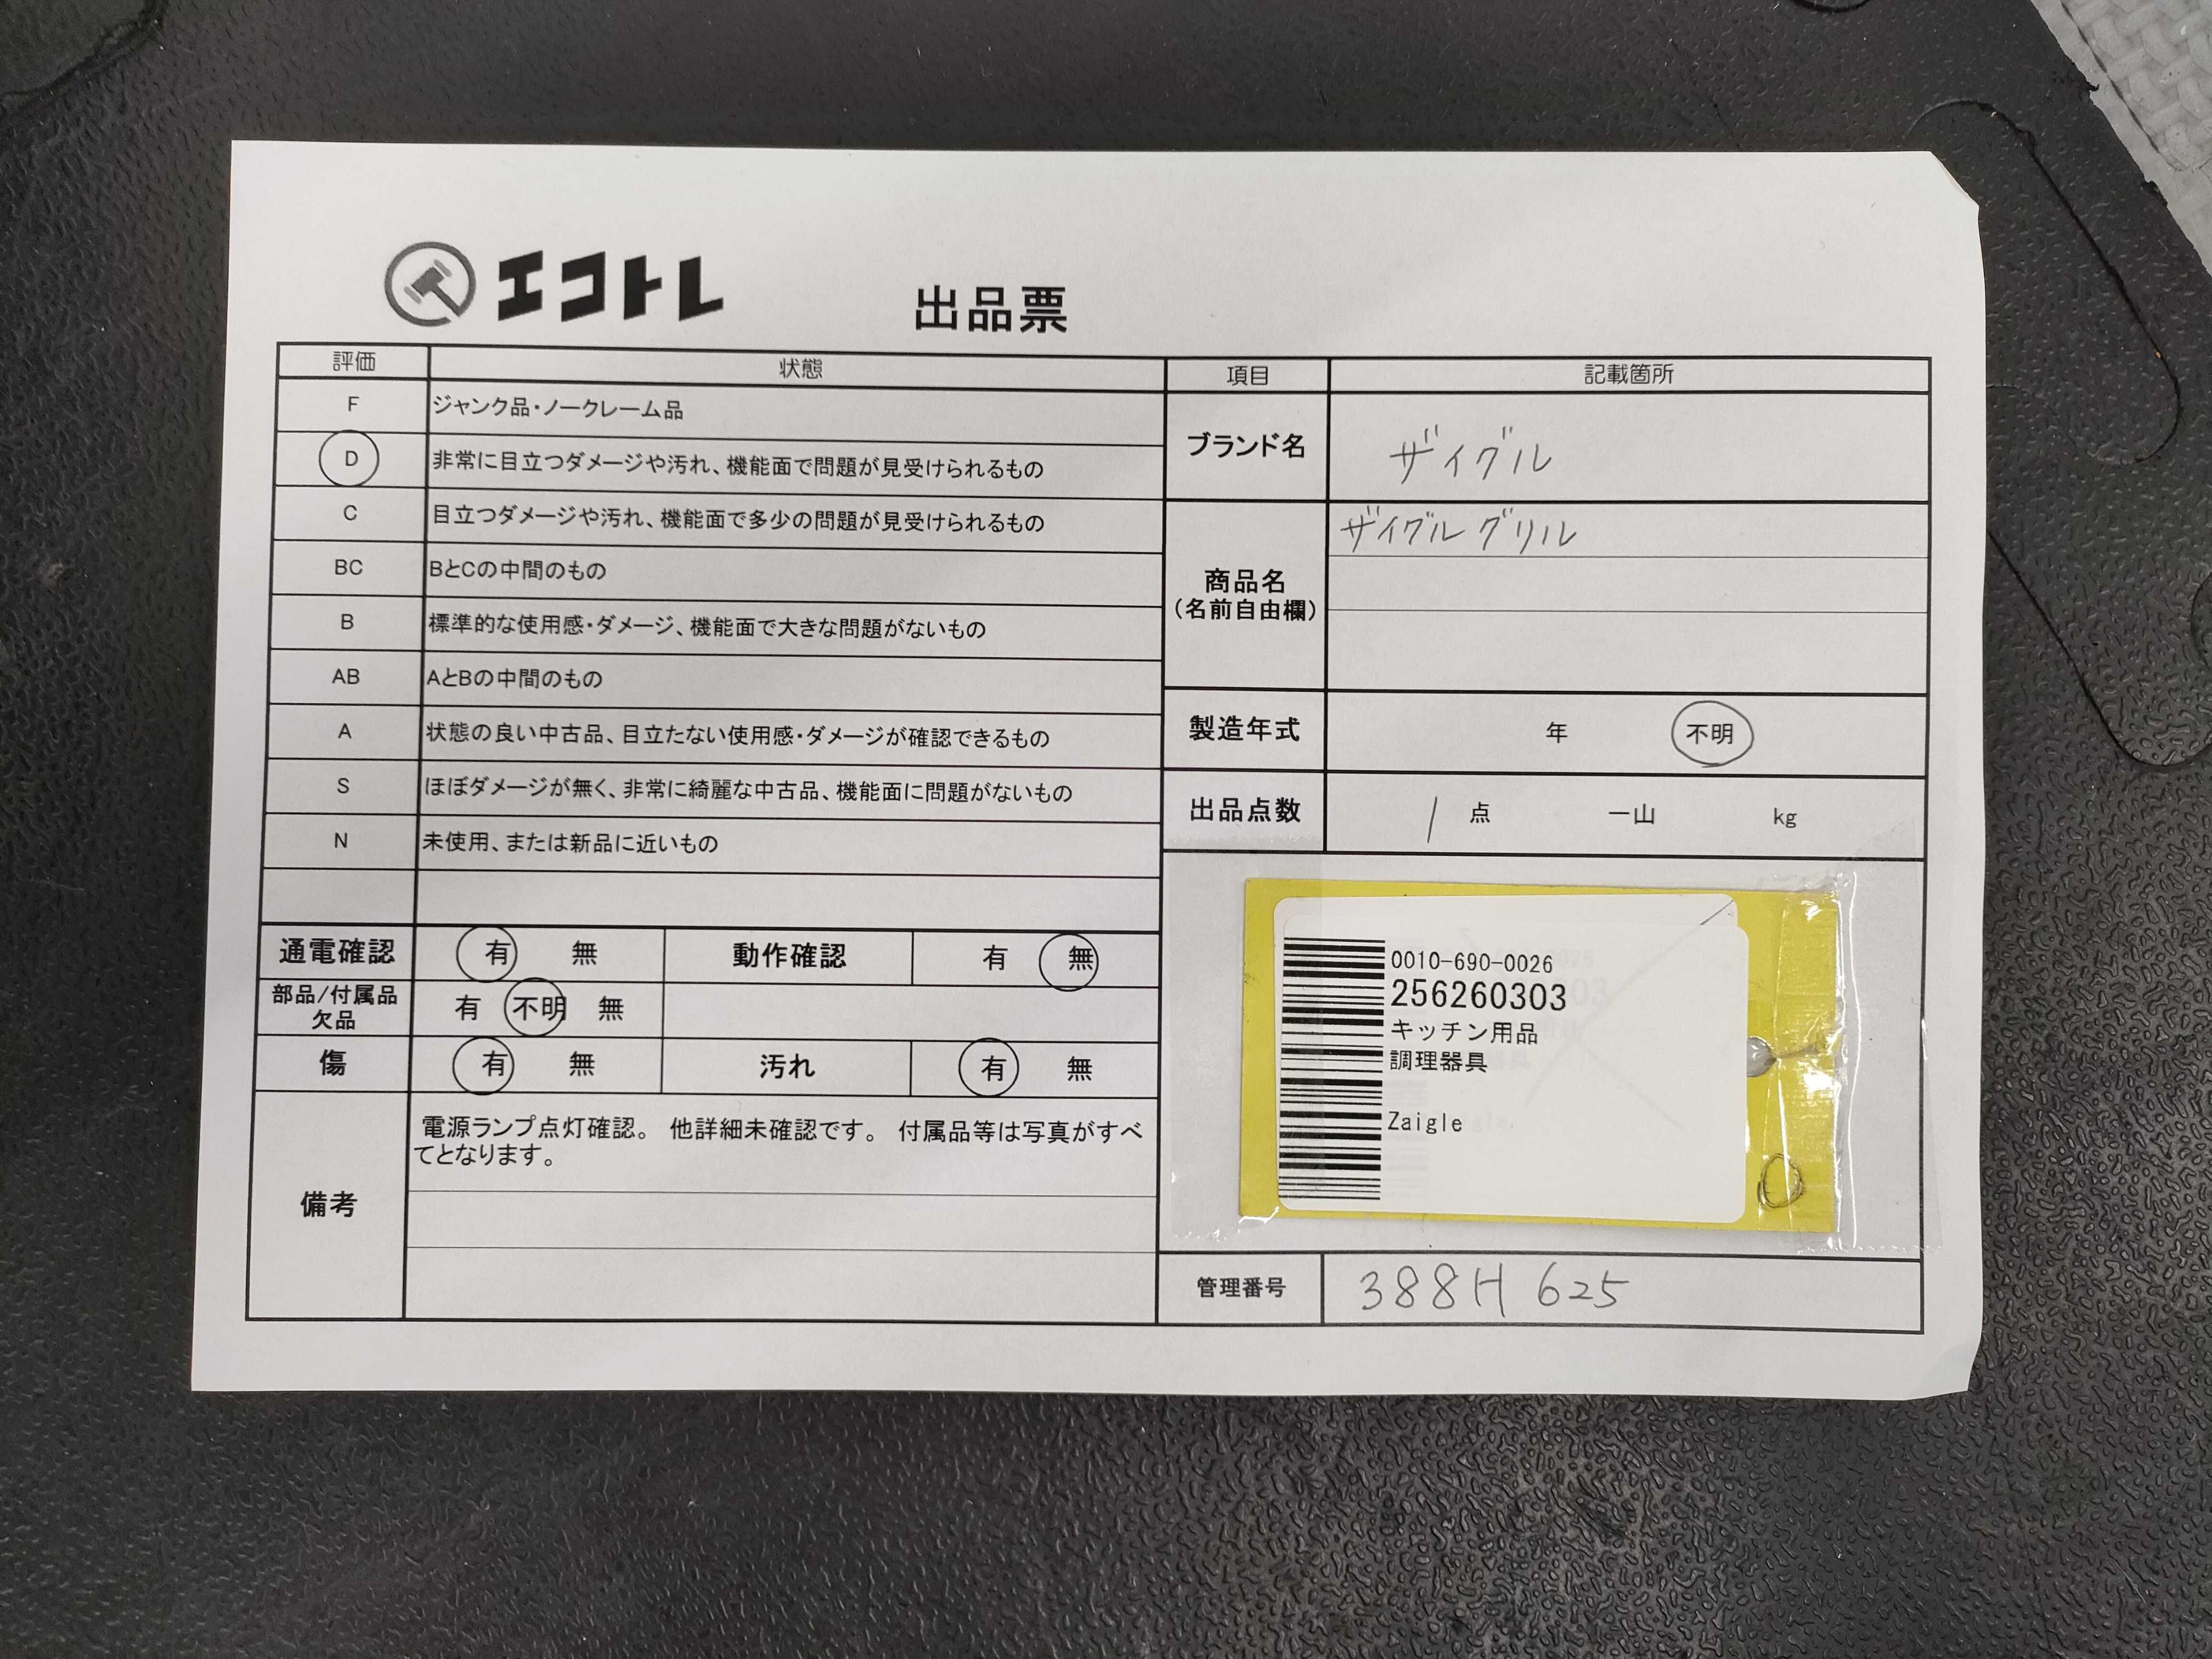 エコトレ
出品票
評価 状態
F ジャンク品・ノークレーム品
D 非常に目立つダメージや汚れ、機能面で問題が見受けられるもの
C 目立つダメージや汚れ、機能面で多少の問題が見受けられるもの
BC BとCの中間のもの
B 標準的な使用感・ダメージ、機能面で大きな問題がないもの
AB AとBの中間のもの
A 状態の良い中古品、目立たない使用感・ダメージが確認できるもの
S ほぼダメージが無く、非常に綺麗な中古品、機能面に問題がないもの
N 未使用、または新品に近いもの
通電確認 有 無 動作確認 有 無
部品/付属品
欠品 有 不明 無
傷 有 無 汚れ 有 無
備考
電源ランプ点灯確認。 他詳細未確認です。 付属品等は写真がすべ
てとなります。
項目 記載箇所
ブランド名 ザイグル
商品名
(名前自由欄)
ザイグル グリル
製造年式 年 不明
出品点数 1 点 一山 kg
0010-690-0026
256260303
キッチン用品
調理器具
Zaigle
管理番号 388H 625